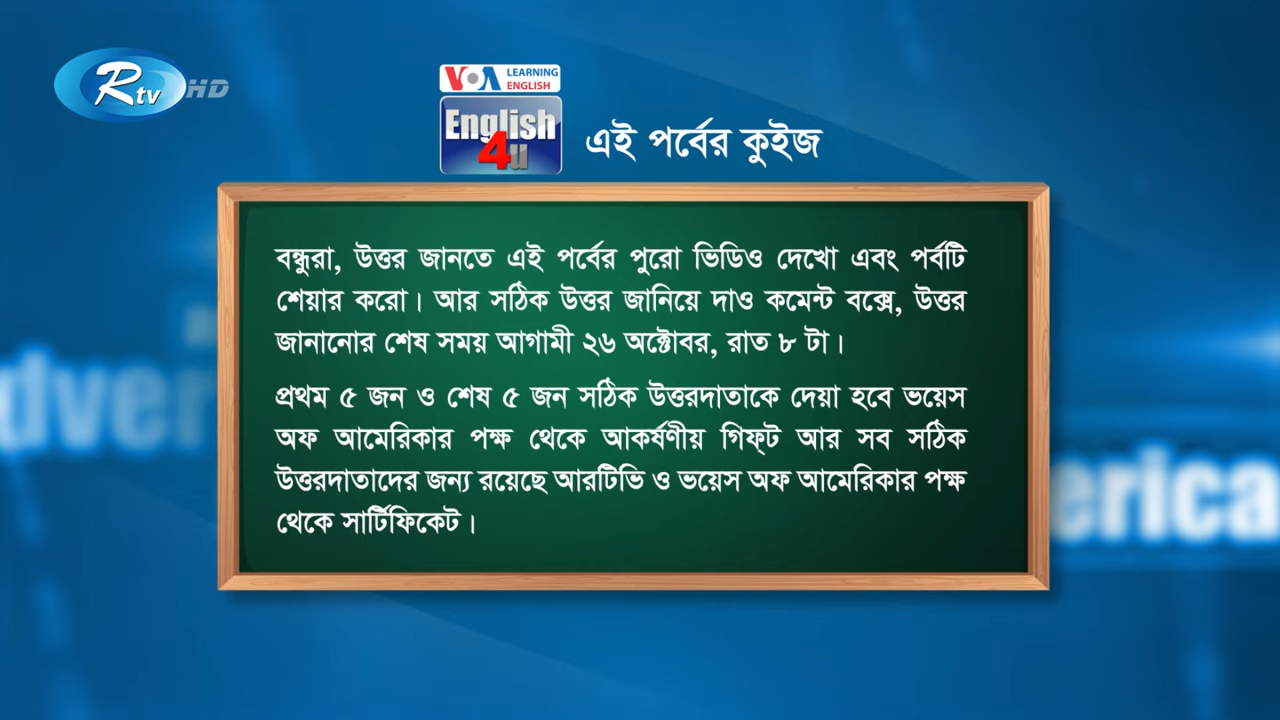 Rtv HD
VOA LEARNING
ENGLISH
English
4u
এই পর্বের কুইজ
বন্ধুরা, উত্তর জানতে এই পর্বের পুরো ভিডিও দেখো এবং পর্বটি
শেয়ার করো। আর সঠিক উত্তর জানিয়ে দাও কমেন্ট বক্সে, উত্তর
জানানোর শেষ সময় আগামী ২৬ অক্টোবর, রাত ৮ টা।
প্রথম ৫ জন ও শেষ ৫ জন সঠিক উত্তরদাতাকে দেয়া হবে ভয়েস
অফ আমেরিকার পক্ষ থেকে আকর্ষণীয় গিফ্ট আর সব সঠিক
উত্তরদাতাদের জন্য রয়েছে আরটিভি ও ভয়েস অফ আমেরিকার পক্ষ
থেকে সার্টিফিকেট।